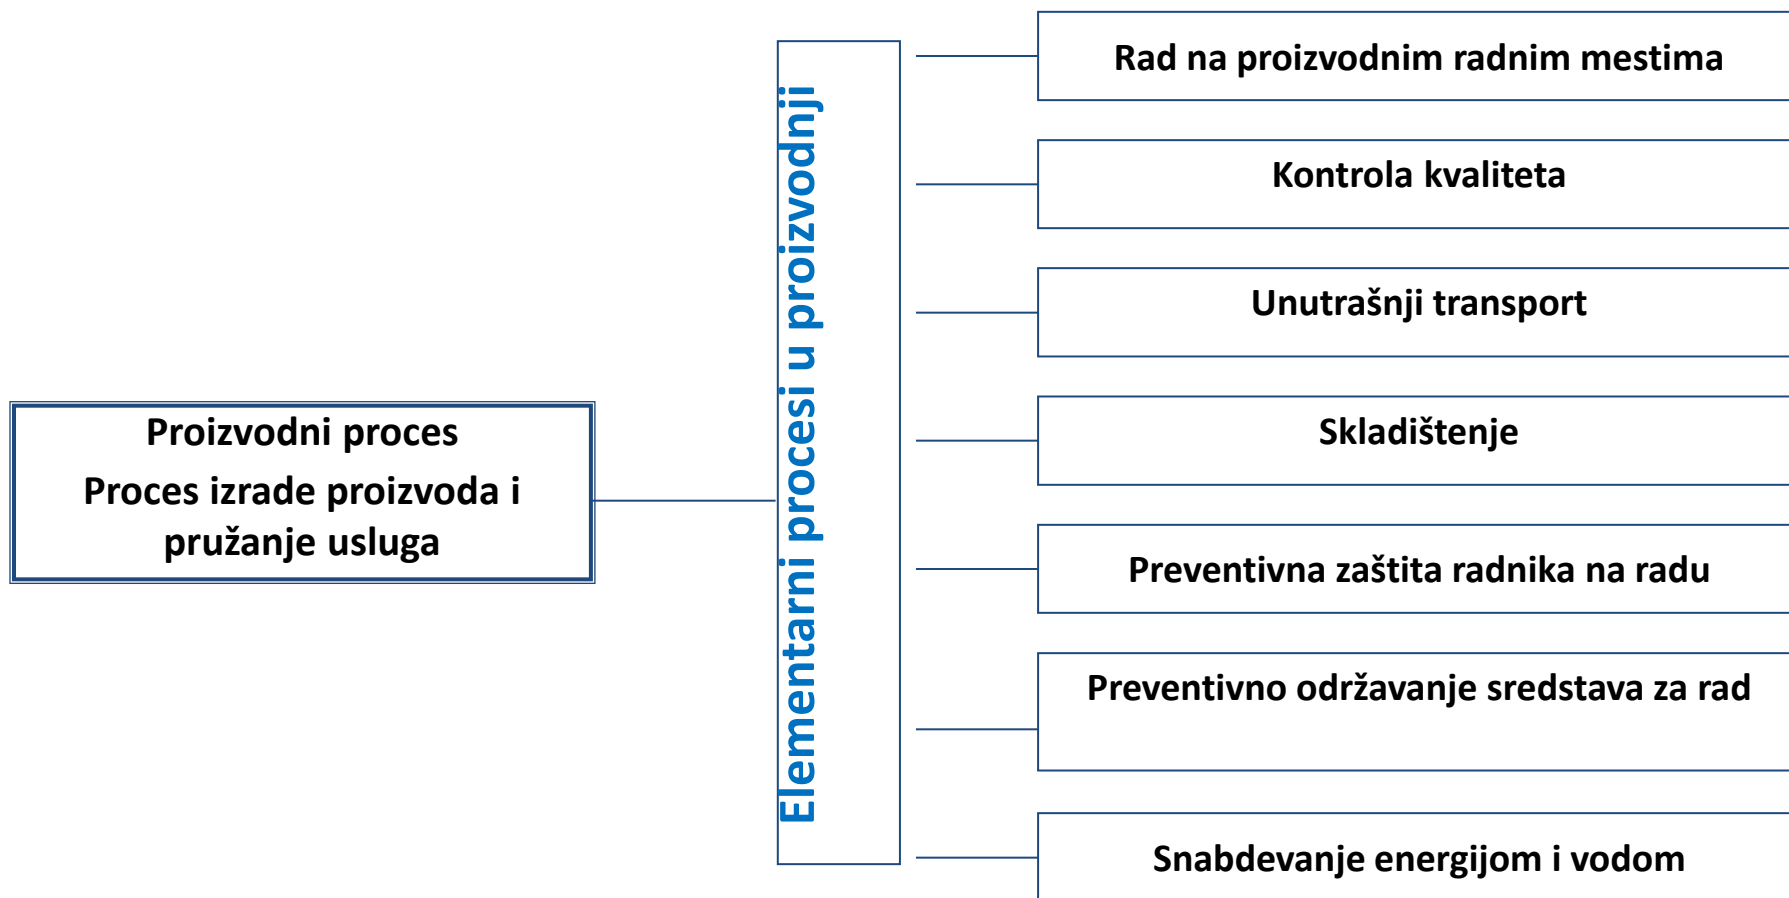 Proizvodni proces
Proces izrade proizvoda i
pružanje usluga
Elementarni procesi u proizvodnji
Rad na proizvodnim radnim mestima
Kontrola kvaliteta
Unutrašnji transport
Skladištenje
Preventivna zaštita radnika na radu
Preventivno održavanje sredstava za rad
Snabdevanje energijom i vodom